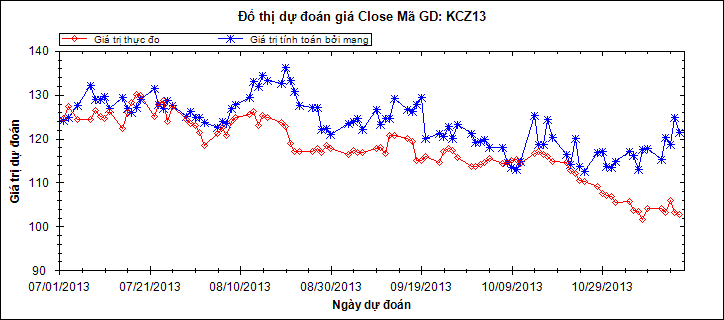 Đồ thị dự đoán giá Close Mã GD: KCZ13
Giá trị thực đo
Giá trị tính toán bởi mạng
140
130
120
110
100
90
Giá trị dự đoán
07/01/2013
07/21/2013
08/10/2013
08/30/2013
09/19/2013
10/09/2013
10/29/2013
Ngày dự đoán